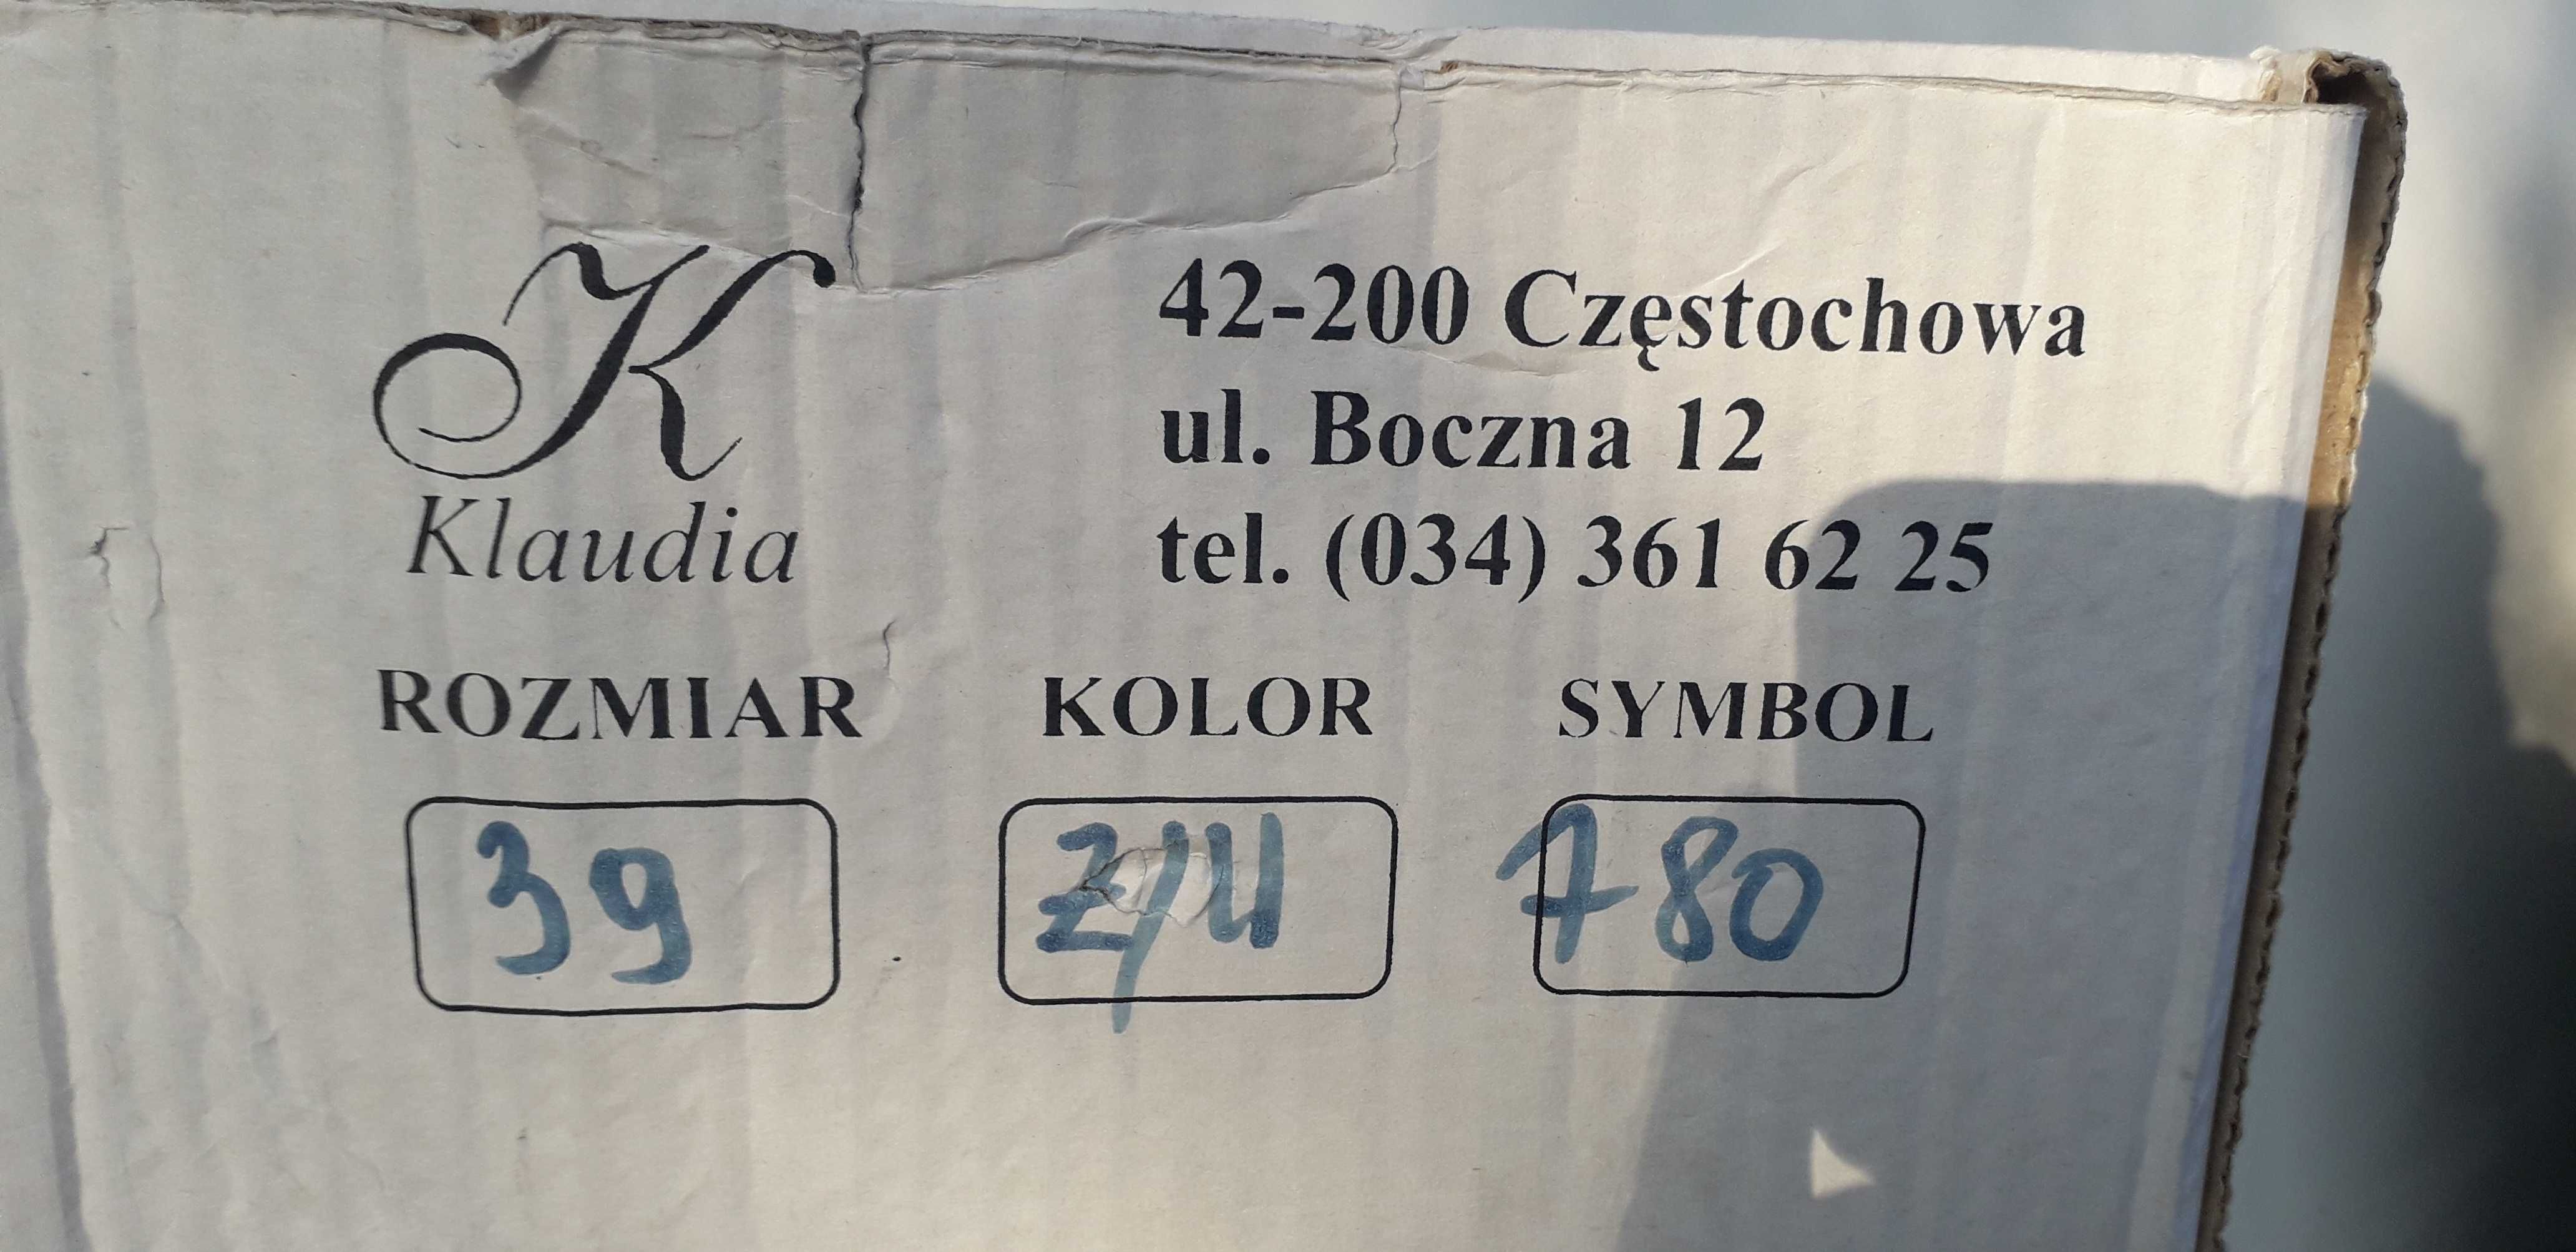 K
Klaudia
42-200 Częstochowa
ul. Boczna 12
tel. (034) 361 62 25
ROZMIAR KOLOR SYMBOL
39 780